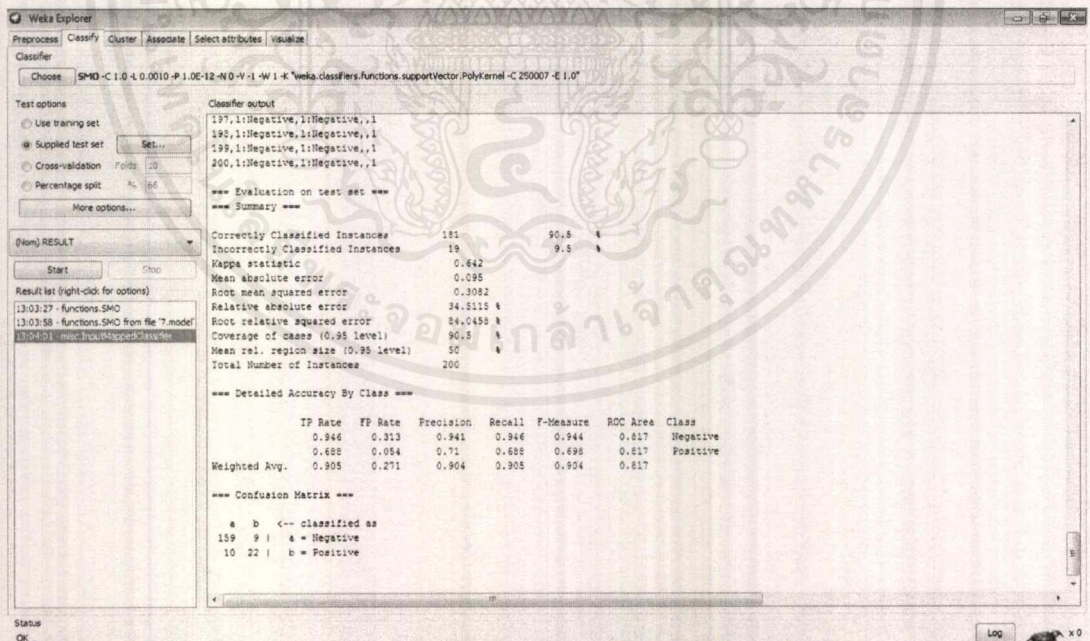 Weka Explorer
Preprocess Classify Cluster Associate Select attributes Visualize
Classifier
Choose SMO -C 1.0 -L 0.0010 -P 1.0E-12 -N 0 -V -1 -W 1 -K "weka.classifiers.functions.supportVector.PolyKernel -C 250007 -E 1.0"
Test options
Use training set
Supplied test set Set...
Cross-validation Folds 10
Percentage split % 66
More options...
(Nom) RESULT
Start Stop
Result list (right-click for options)
13:03:27 - functions.SMO
13:03:58 - functions.SMO from file '7.model'
13:04:01 - misc.InputMappedClassifier
Classifier output
197,1:Negative,1:Negative,,1
198,1:Negative,1:Negative,,1
199,1:Negative,1:Negative,,1
200,1:Negative,1:Negative,,1
=== Evaluation on test set ===
=== Summary ===
Correctly Classified Instances 181 90.5 %
Incorrectly Classified Instances 19 9.5 %
Kappa statistic 0.642
Mean absolute error 0.095
Root mean squared error 0.3082
Relative absolute error 34.5115 %
Root relative squared error 84.0458 %
Coverage of cases (0.95 level) 90.5 %
Mean rel. region size (0.95 level) 50 %
Total Number of Instances 200
=== Detailed Accuracy By Class ===
TP Rate FP Rate Precision Recall F-Measure ROC Area Class
0.946 0.313 0.941 0.946 0.944 0.817 Negative
0.688 0.054 0.71 0.688 0.698 0.817 Positive
Weighted Avg. 0.905 0.271 0.904 0.905 0.904 0.817
=== Confusion Matrix ===
a b <-- classified as
159 9 | a = Negative
10 22 | b = Positive
Status
OK
Log
x 0